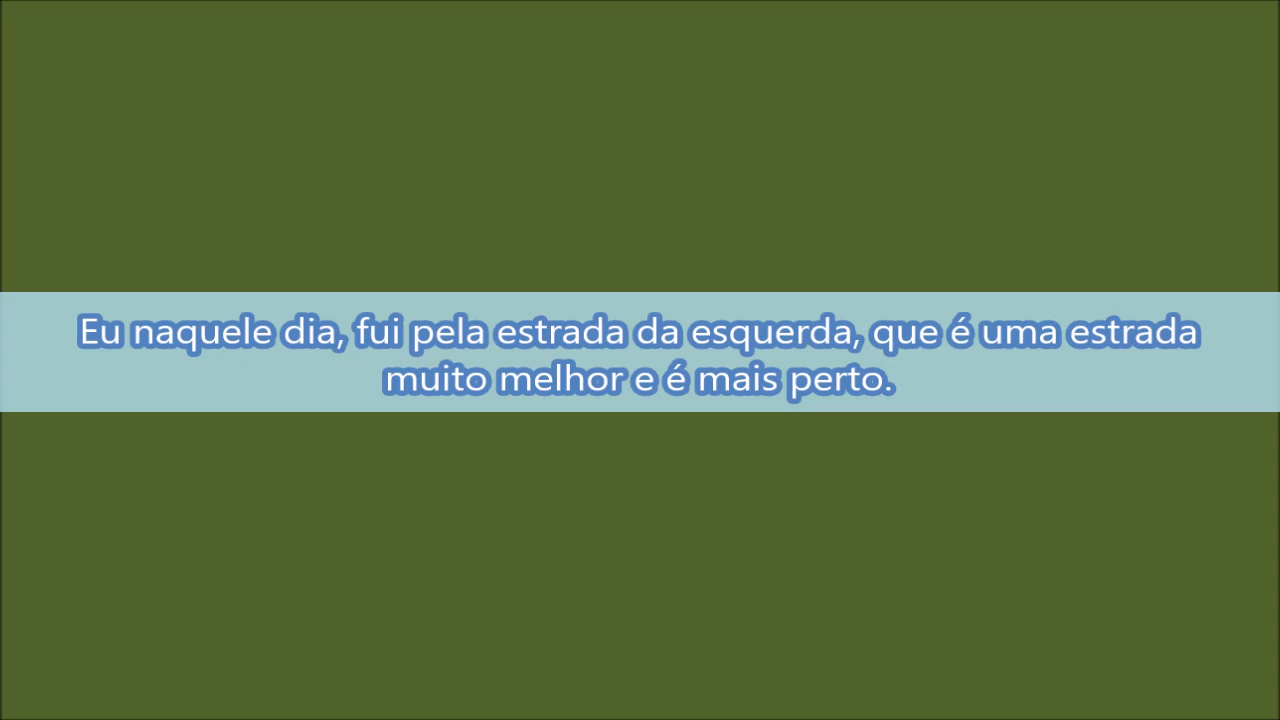 Eu naquele dia, fui pela estrada da esquerda, que é uma estrada
muito melhor e é mais perto.